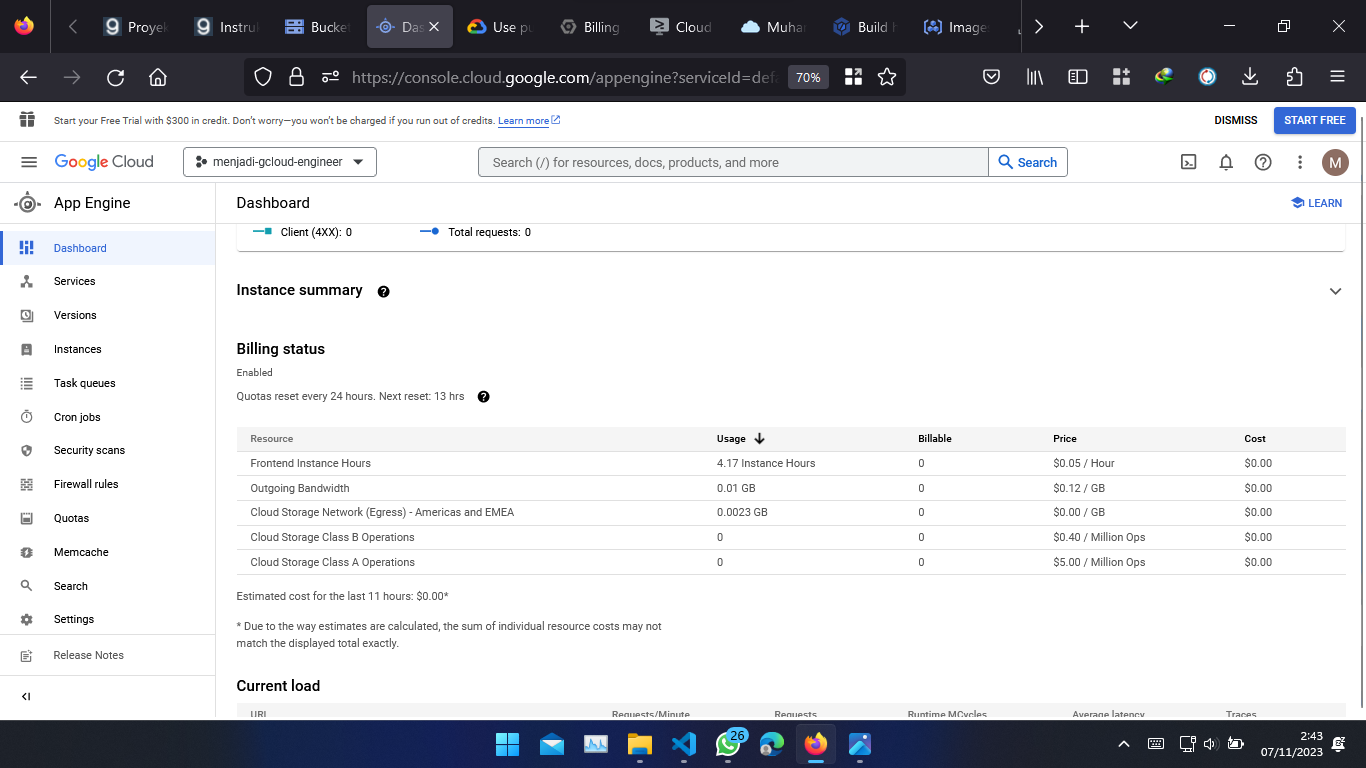 Proyek
Instruk
Bucket
Das
Use pu
Billing
Cloud
Muham
Build
Image
https://console.cloud.google.com/appengine?serviceId=defa
70%
Start your Free Trial with $300 in credit. Don't worry—you won't be charged if you run out of credits. Learn more
DISMISS
START FREE
Google Cloud
menjadi-gcloud-engineer
Search (/) for resources, docs, products, and more
Search
M
App Engine
Dashboard
LEARN
Dashboard
Services
Versions
Instances
Task queues
Cron jobs
Security scans
Firewall rules
Quotas
Memcache
Search
Settings
Release Notes
Client (4XX): 0
Total requests: 0
Instance summary
Billing status
Enabled
Quotas reset every 24 hours. Next reset: 13 hrs
Resource Usage Billable Price Cost
Frontend Instance Hours 4.17 Instance Hours 0 $0.05 / Hour $0.00
Outgoing Bandwidth 0.01 GB 0 $0.12 / GB $0.00
Cloud Storage Network (Egress) - Americas and EMEA 0.0023 GB 0 $0.00 / GB $0.00
Cloud Storage Class B Operations 0 0 $0.40 / Million Ops $0.00
Cloud Storage Class A Operations 0 0 $5.00 / Million Ops $0.00
Estimated cost for the last 11 hours: $0.00*
* Due to the way estimates are calculated, the sum of individual resource costs may not
match the displayed total exactly.
Current load
URL Requests/Minute Requests Runtime MCycles Average latency Traces
26
2:43
07/11/2023